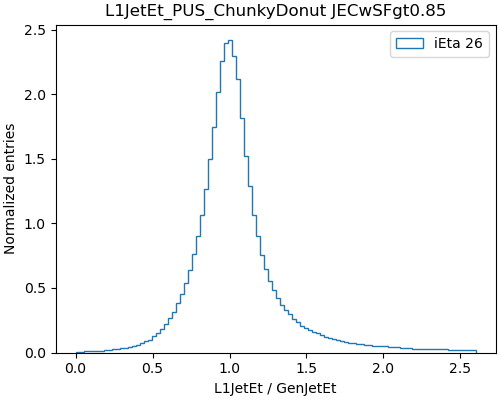 L1JetEt_PUS_ChunkyDonut JECwSFgt0.85
iEta 26
Normalized entries
2.5
2.0
1.5
1.0
0.5
0.0
0.0 0.5 1.0 1.5 2.0 2.5
L1JetEt / GenJetEt